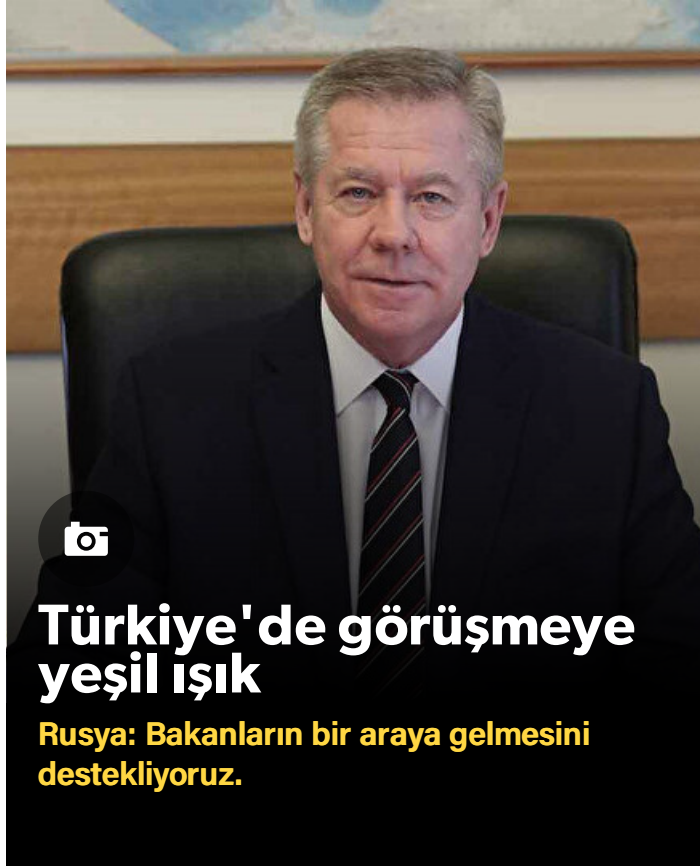 Türkiye'de görüşmeye
yeşil ışık
Rusya: Bakanların bir araya gelmesini
destekliyoruz.